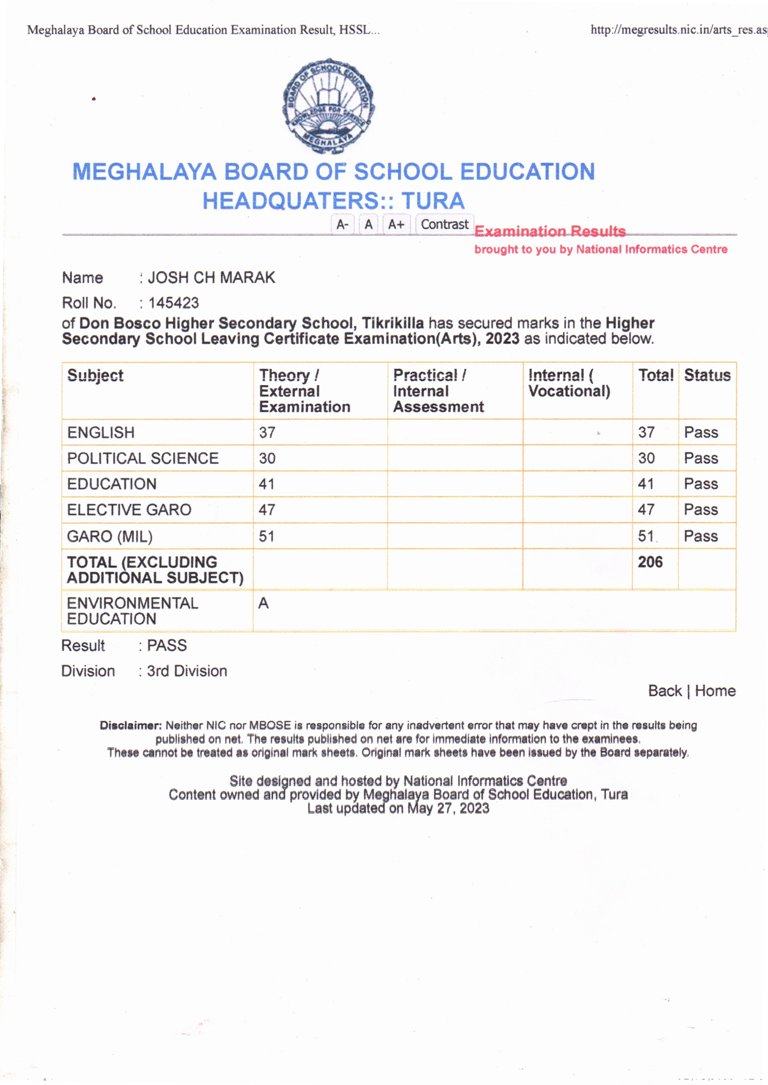 Meghalaya Board of School Education Examination Result, HSSL... http://megresults.nic.in/arts_res.as
BOARD OF SCHOOL EDUCATION
KNOWLEDGE FOR SERVICE
MEGHALAYA
MEGHALAYA BOARD OF SCHOOL EDUCATION
HEADQUATERS:: TURA
A- A A+ Contrast Examination Results
brought to you by National Informatics Centre
Name : JOSH CH MARAK
Roll No. : 145423
of Don Bosco Higher Secondary School, Tikrikilla has secured marks in the Higher
Secondary School Leaving Certificate Examination(Arts), 2023 as indicated below.
Subject Theory / Practical / Internal ( Total Status
External Internal Vocational)
Examination Assessment
ENGLISH 37 37 Pass
POLITICAL SCIENCE 30 30 Pass
EDUCATION 41 41 Pass
ELECTIVE GARO 47 47 Pass
GARO (MIL) 51 51 Pass
TOTAL (EXCLUDING 206
ADDITIONAL SUBJECT)
ENVIRONMENTAL A
EDUCATION
Result : PASS
Division : 3rd Division
Back | Home
Disclaimer: Neither NIC nor MBOSE is responsible for any inadvertent error that may have crept in the results being
published on net. The results published on net are for immediate information to the examinees.
These cannot be treated as original mark sheets. Original mark sheets have been issued by the Board separately.
Site designed and hosted by National Informatics Centre
Content owned and provided by Meghalaya Board of School Education, Tura
Last updated on May 27, 2023